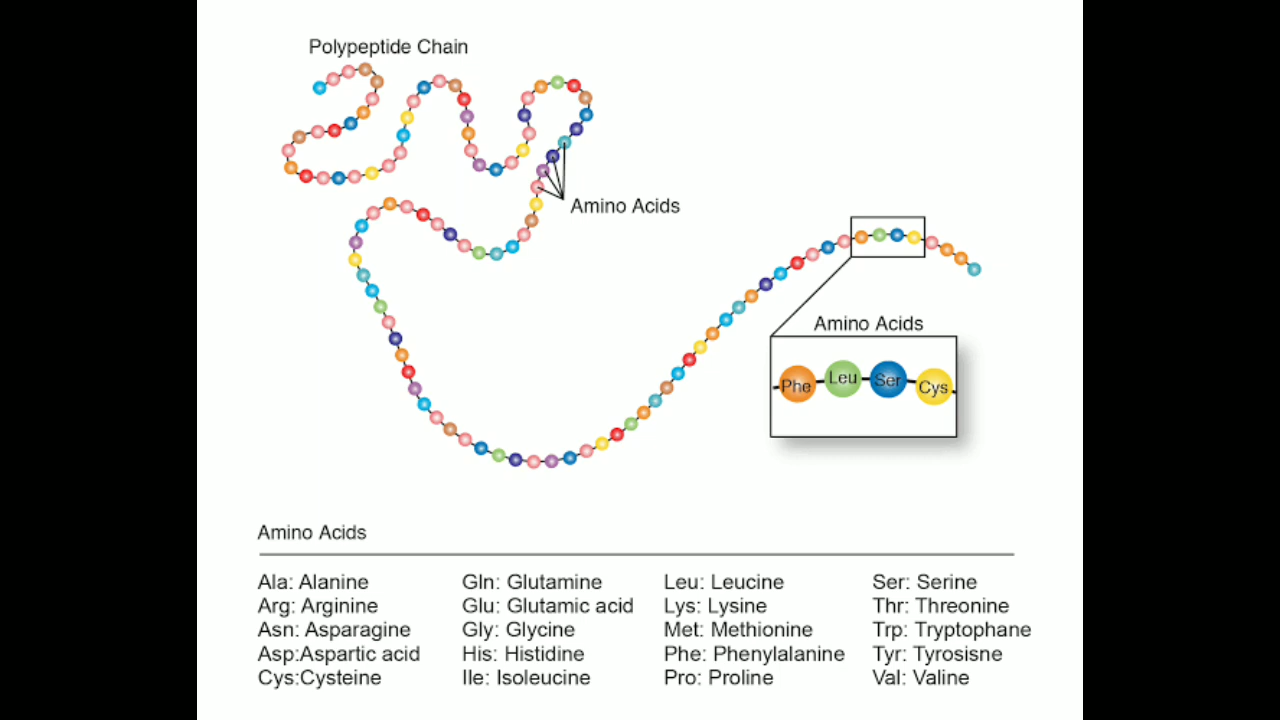 Polypeptide Chain
Amino Acids
Amino Acids
Phe Leu Ser Cys
Amino Acids
Ala: Alanine Gln: Glutamine Leu: Leucine Ser: Serine
Arg: Arginine Glu: Glutamic acid Lys: Lysine Thr: Threonine
Asn: Asparagine Gly: Glycine Met: Methionine Trp: Tryptophane
Asp:Aspartic acid His: Histidine Phe: Phenylalanine Tyr: Tyrosisne
Cys:Cysteine Ile: Isoleucine Pro: Proline Val: Valine